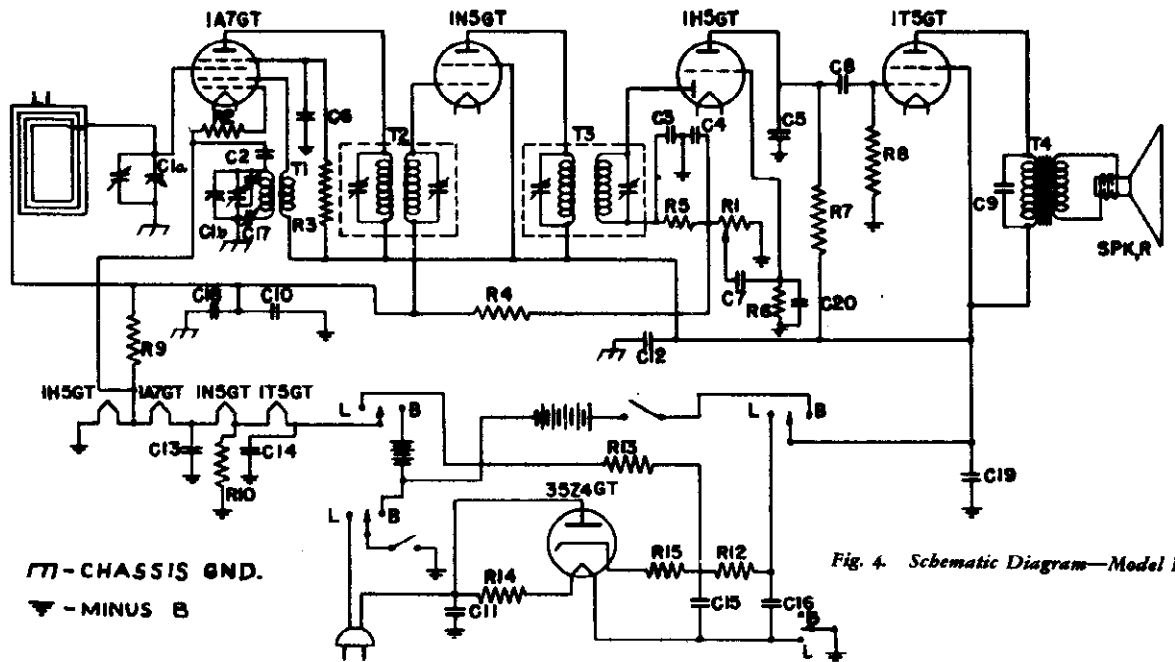 1A7GT 1N5GT 1H5GT 1T5GT
L1
C1a
R2
C6
C2
T1
C1b
C17
R3
T2
T3
C3
C4
C5
C8
R5
R1
R7
R8
T4
C9
SPK,R
C18
C10
R4
C7
R6
C20
R9
C12
1H5GT 1A7GT 1N5GT 1T5GT
L B
L B
C13
C14
R10
R13
C19
35Z4GT
L B
R14
R15
R12
C11
C15
C16
B
L
- CHASSIS GND.
- MINUS B
Fig. 4. Schematic Diagram—Model